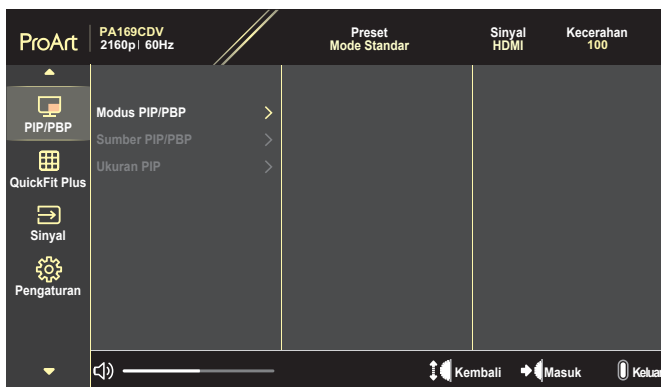 ProArt
PA169CDV
2160p 60Hz
Preset
Mode Standar
Sinyal
HDMI
Kecerahan
100
PIP/PBP
QuickFit Plus
Sinyal
Pengaturan
Modus PIP/PBP
Sumber PIP/PBP
Ukuran PIP
Kembali
Masuk
Keluar